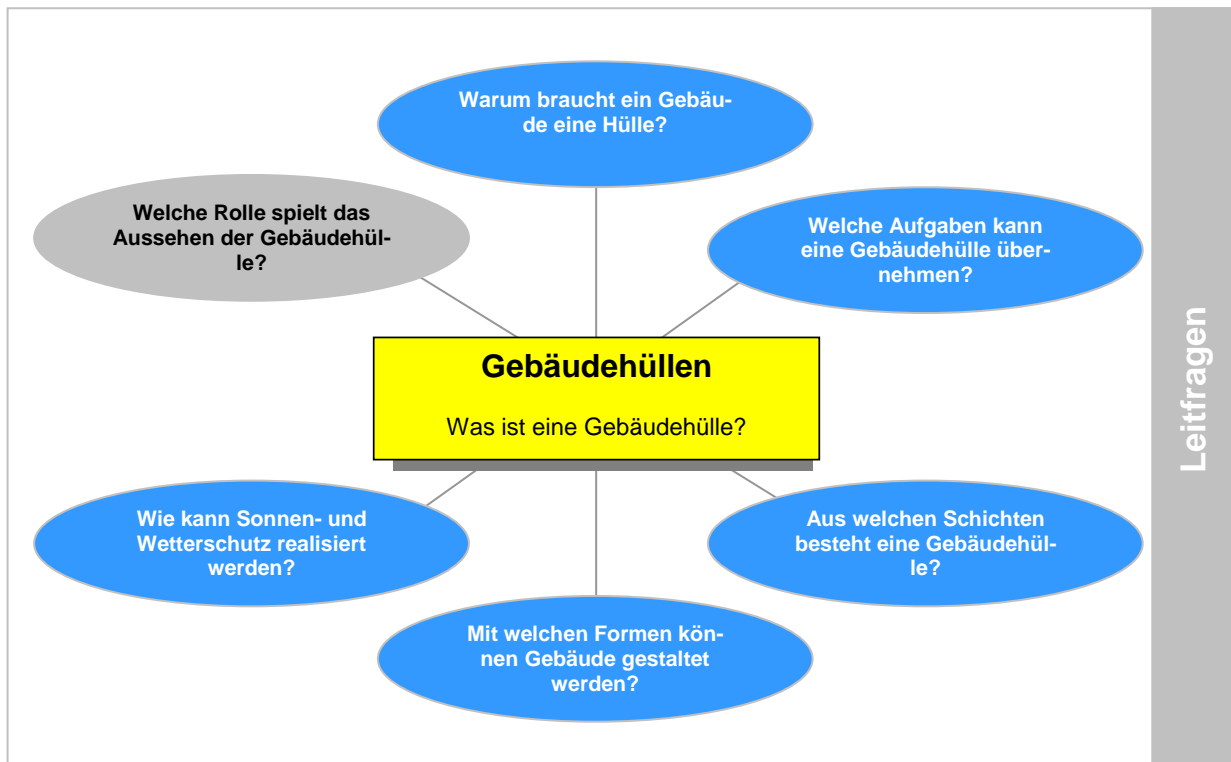 Warum braucht ein Gebäu-
de eine Hülle?
Welche Rolle spielt das
Aussehen der Gebäudehül-
le?
Welche Aufgaben kann
eine Gebäudehülle über-
nehmen?
Gebäudehüllen
Was ist eine Gebäudehülle?
Wie kann Sonnen- und
Wetterschutz realisiert
werden?
Aus welchen Schichten
besteht eine Gebäudehül-
le?
Mit welchen Formen kön-
nen Gebäude gestaltet
werden?
Leitfragen